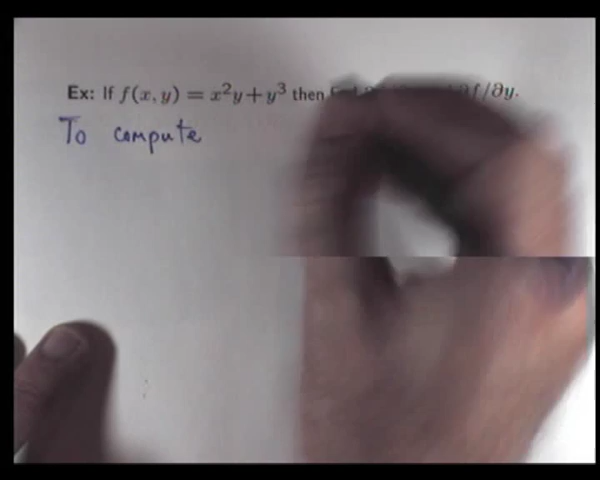 Ex: If f(x, y) = x²y+y³ then ∂f/∂y.
To compute